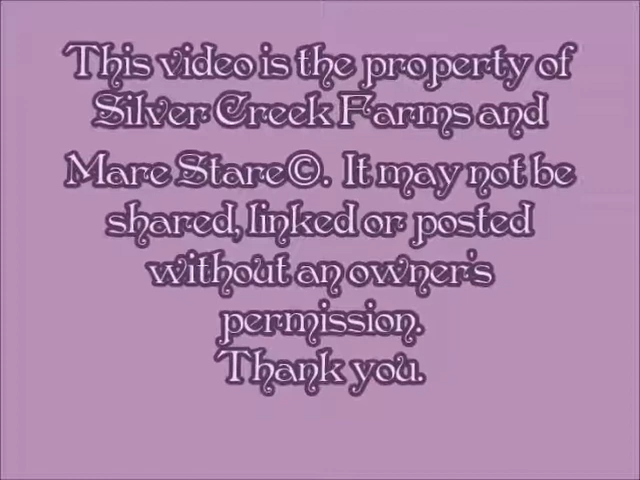 This video is the property of
Silver Creek Farms and
Mare Stare©. It may not be
shared, linked or posted
without an owner's
permission.
Thank you.